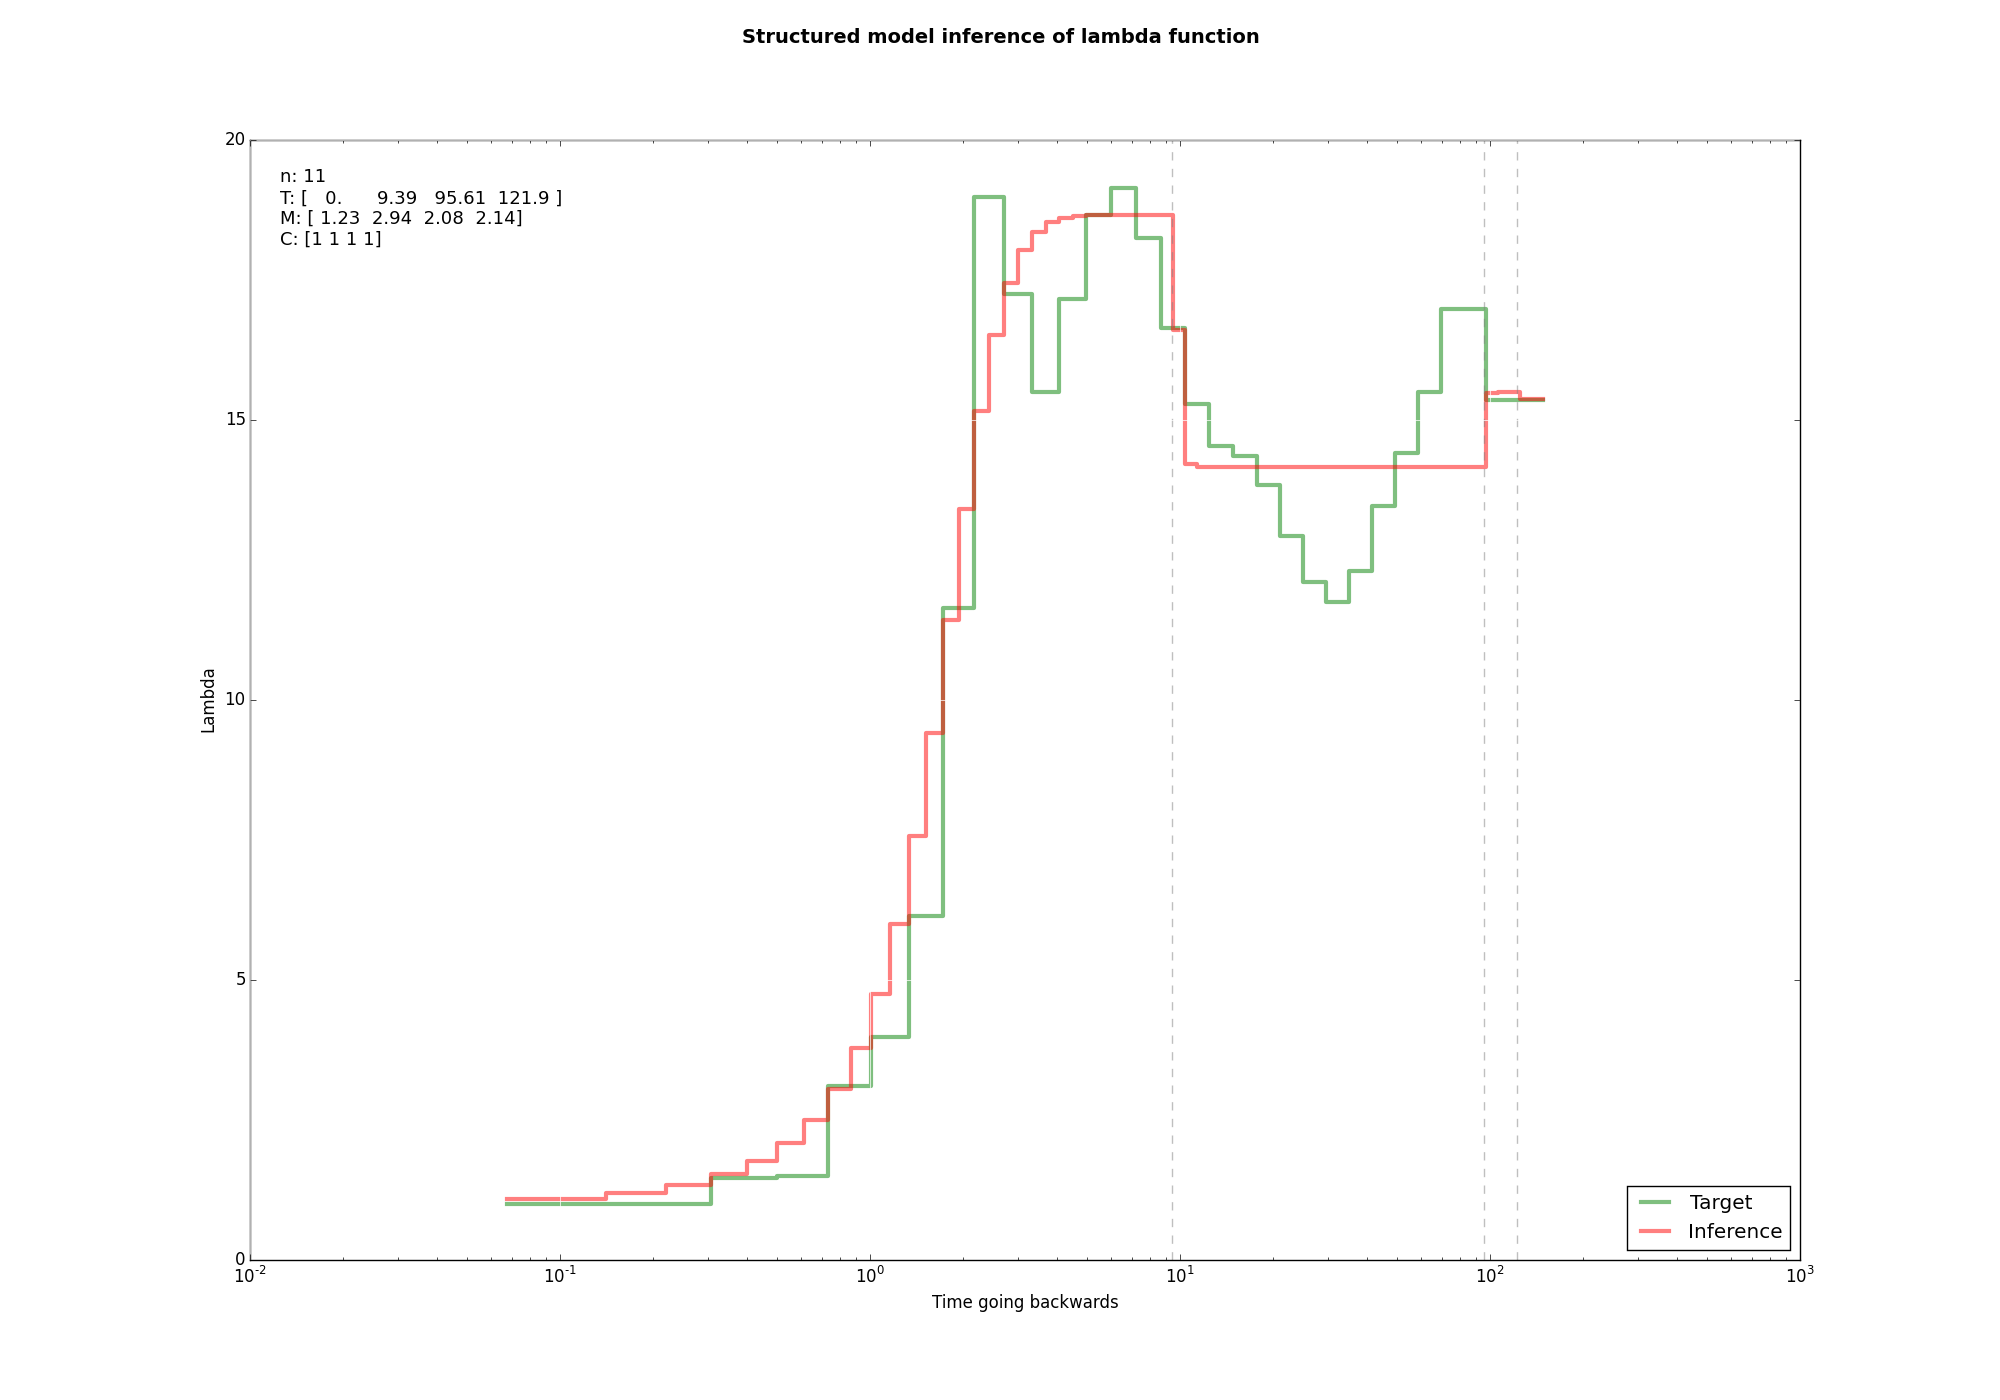 Structured model inference of lambda function
20
n: 11
T: [   0.      9.39   95.61  121.9 ]
M: [ 1.23  2.94  2.08  2.14]
C: [1 1 1 1]
15
10
Lambda
5
0
Target
Inference
10^-2 10^-1 10^0 10^1 10^2 10^3
Time going backwards